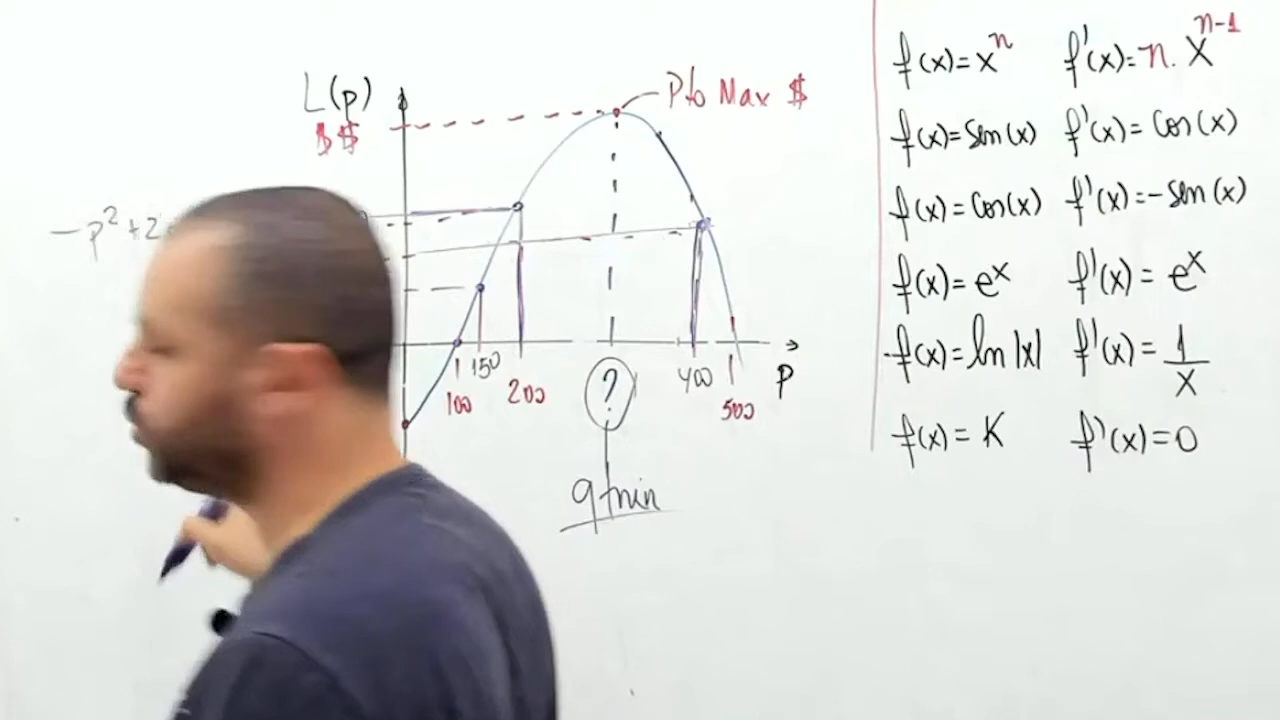 L(p)
$$
Pto Max $
-p²+2
100
150
200
?
400
500
p
qmin
f(x)=xⁿ f'(x)=n.xⁿ⁻¹
f(x)=Sen(x) f'(x)=Cos(x)
f(x)=Cos(x) f'(x)=-Sen(x)
f(x)=eˣ f'(x)=eˣ
f(x)=ln|x| f'(x)=1/x
f(x)=K f'(x)=0